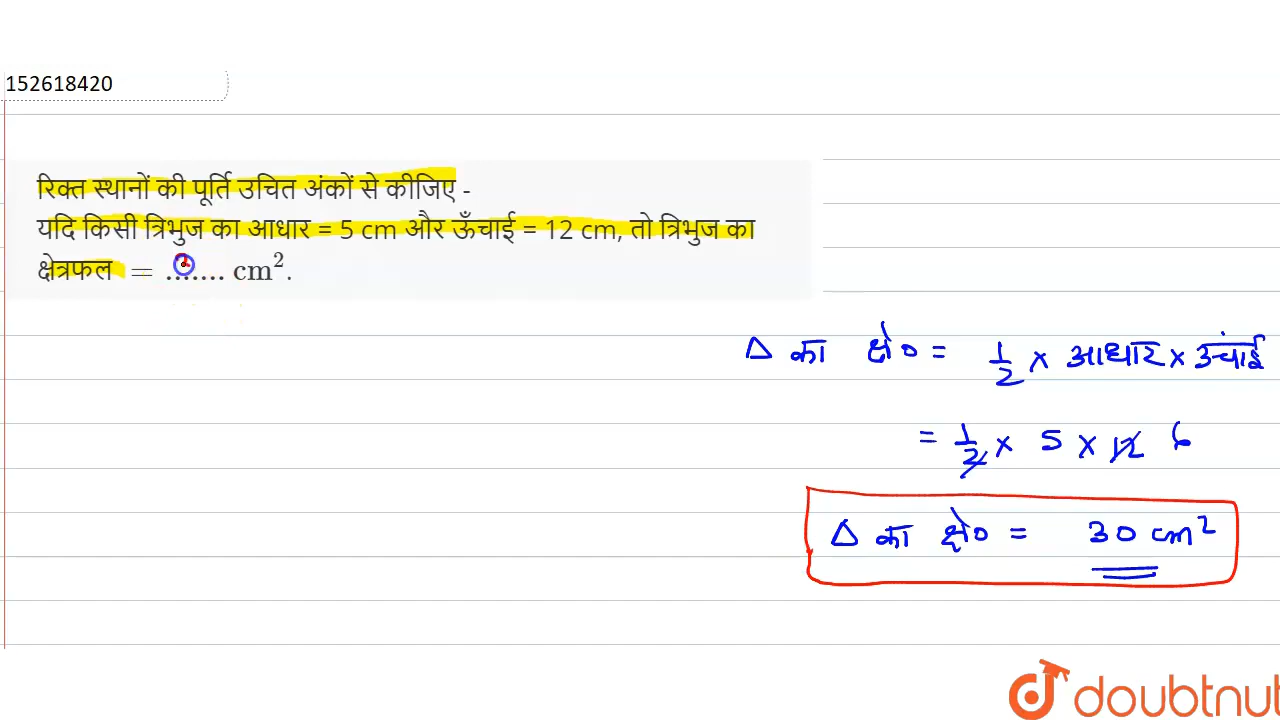 152618420
रिक्त स्थानों की पूर्ति उचित अंकों से कीजिए -
यदि किसी त्रिभुज का आधार = 5 cm और ऊँचाई = 12 cm, तो त्रिभुज का
क्षेत्रफल = ....... cm².
Δ का क्षे० = 1/2 × आधार × ऊंचाई
= 1/2 × 5 × 12 6
Δ का क्षे० = 30 cm²
doubtnut